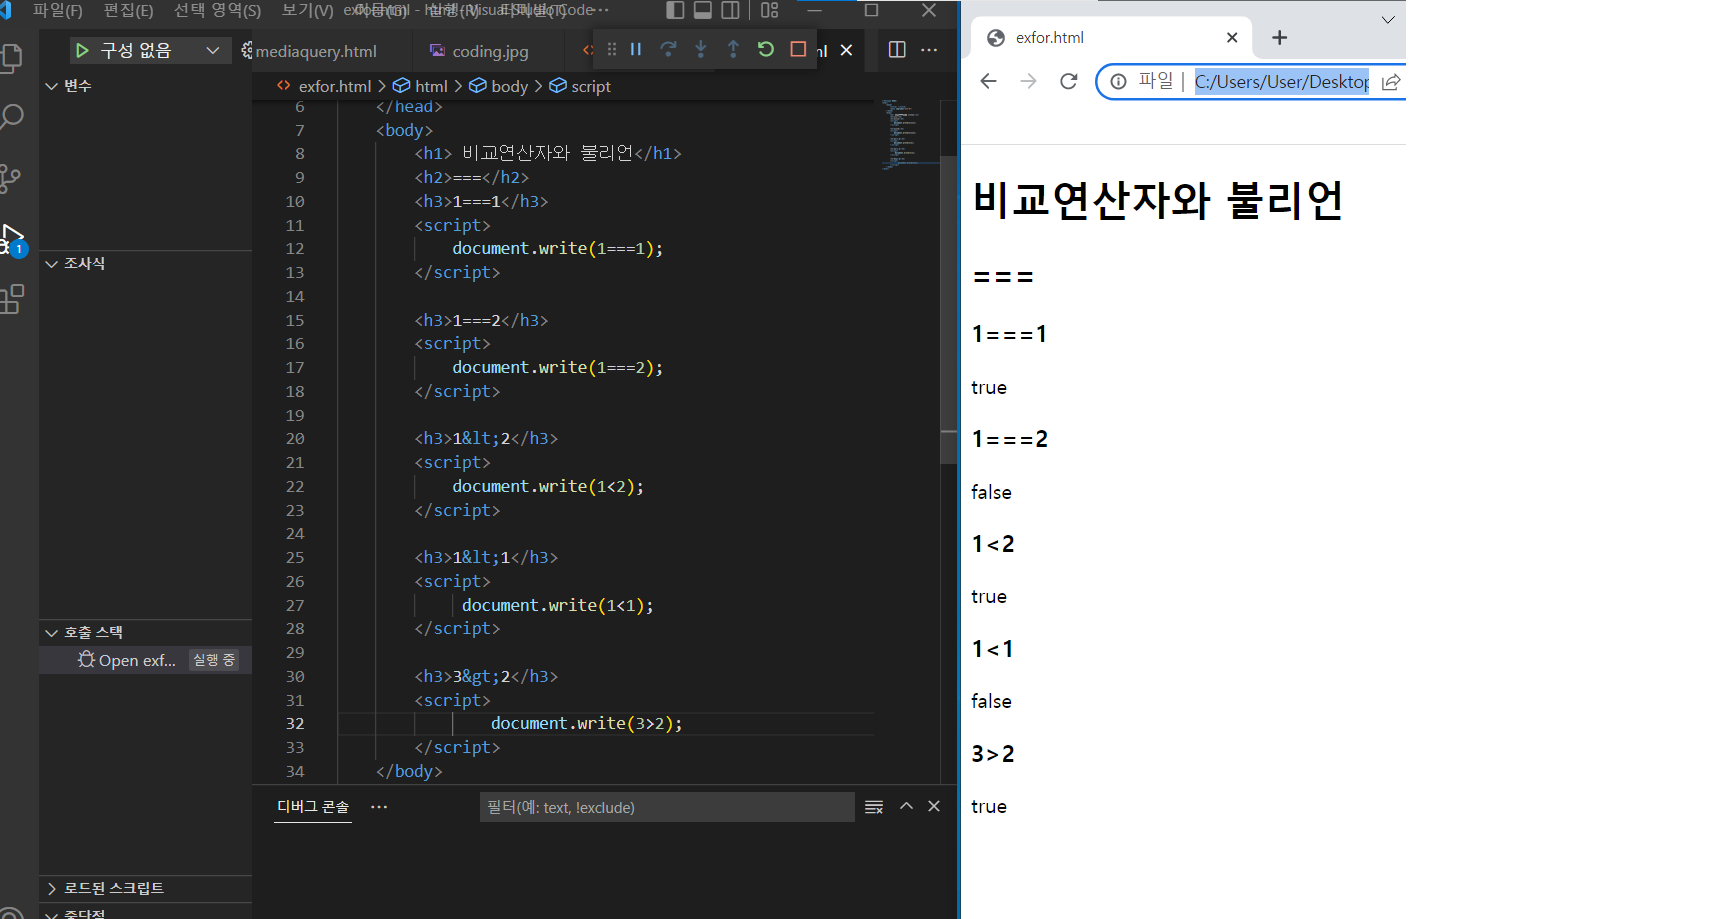 파일(F) 편집(E) 선택 영역(S) 보기(V)
구성 없음
변수
조사식
호출 스택
Open exf... 실행 중
로드된 스크립트
중단점
1
mediaquery.html coding.jpg
exfor.html > html > body > script
6 </head>
7 <body>
8 <h1> 비교연산자와 불리언</h1>
9 <h2>===</h2>
10 <h3>1===1</h3>
11 <script>
12 document.write(1===1);
13 </script>
14
15 <h3>1===2</h3>
16 <script>
17 document.write(1===2);
18 </script>
19
20 <h3>1&lt;2</h3>
21 <script>
22 document.write(1<2);
23 </script>
24
25 <h3>1&lt;1</h3>
26 <script>
27 document.write(1<1);
28 </script>
29
30 <h3>3&gt;2</h3>
31 <script>
32 document.write(3>2);
33 </script>
34 </body>
디버그 콘솔 ···
필터(예: text, !exclude)
exfor.html
파일 | C:/Users/User/Desktop
비교연산자와 불리언
===
1===1
true
1===2
false
1<2
true
1<1
false
3>2
true